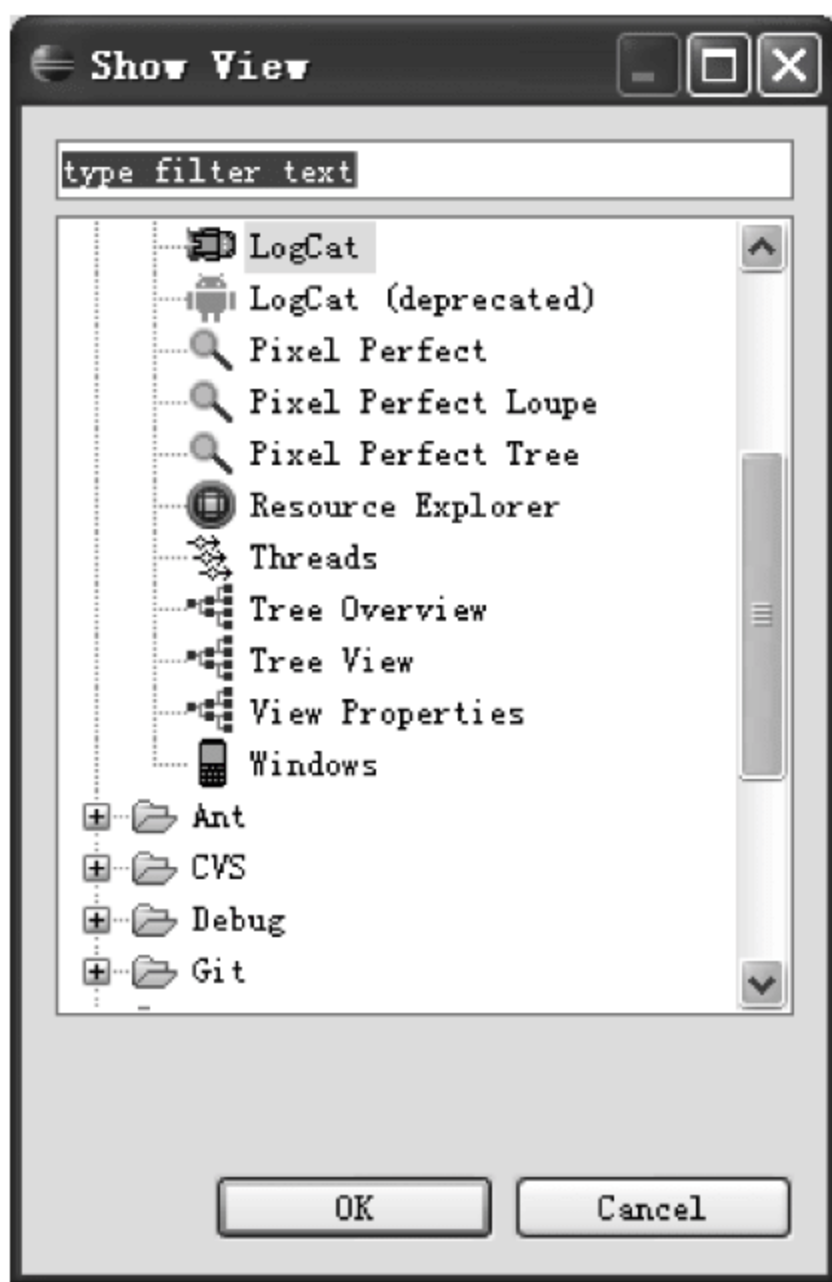 Show View
type filter text
LogCat
LogCat (deprecated)
Pixel Perfect
Pixel Perfect Loupe
Pixel Perfect Tree
Resource Explorer
Threads
Tree Overview
Tree View
View Properties
Windows
Ant
CVS
Debug
Git
OK
Cancel